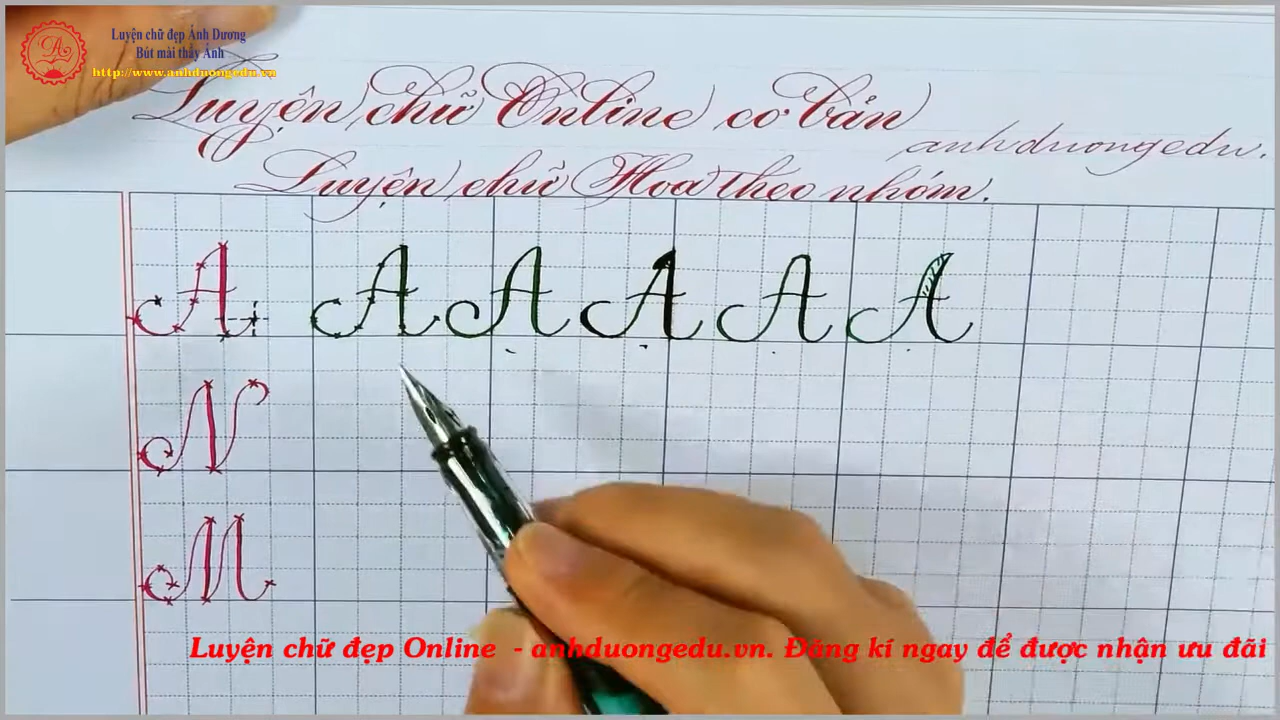 Luyện chữ đẹp Ánh Dương
Bút mài thầy Ánh
http://www.anhduongedu.vn
Luyện chữ Online cơ bản
anhduongedu.
Luyện chữ Hoa theo nhóm.
A A A A A A
N
M
Luyện chữ đẹp Online - anhduongedu.vn. Đăng kí ngay để được nhận ưu đãi